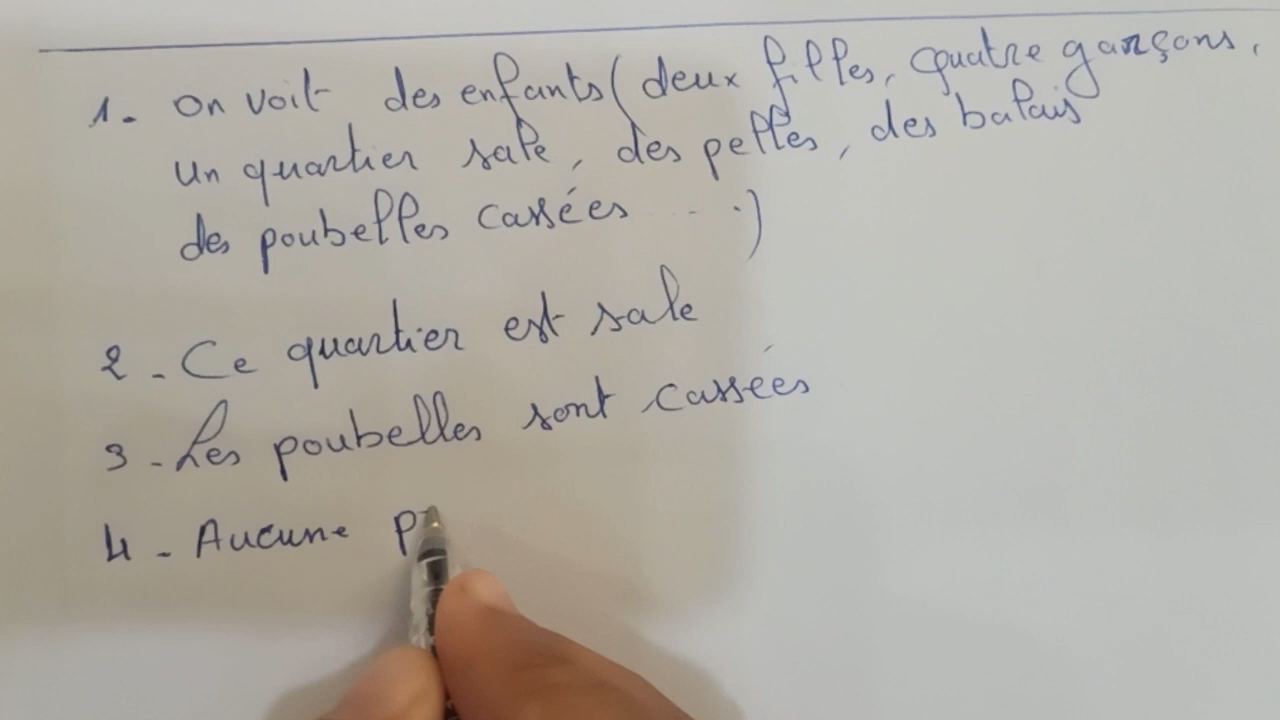 1. On voit des enfants (deux filles, quatre garçons,
un quartier sale, des pelles, des balais
des poubelles cassées ...)
2. Ce quartier est sale
3. Les poubelles sont cassées
4. Aucune p